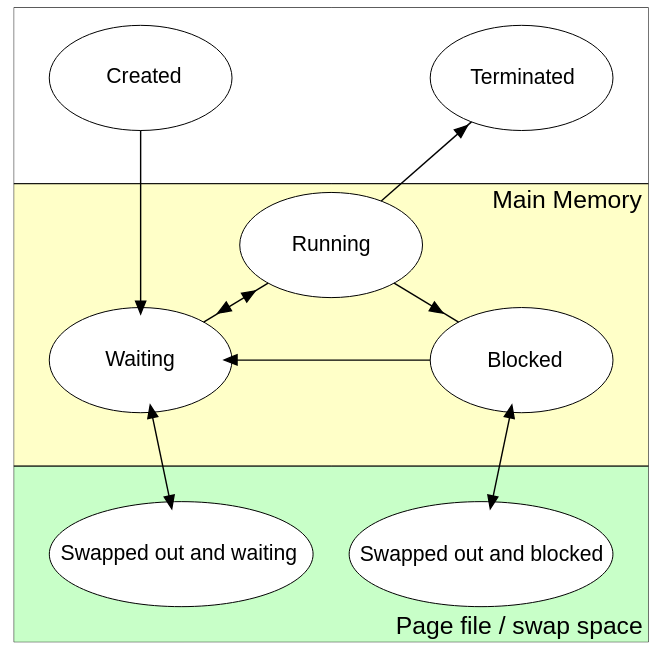 Created
Terminated
Main Memory
Running
Waiting
Blocked
Swapped out and waiting
Swapped out and blocked
Page file / swap space